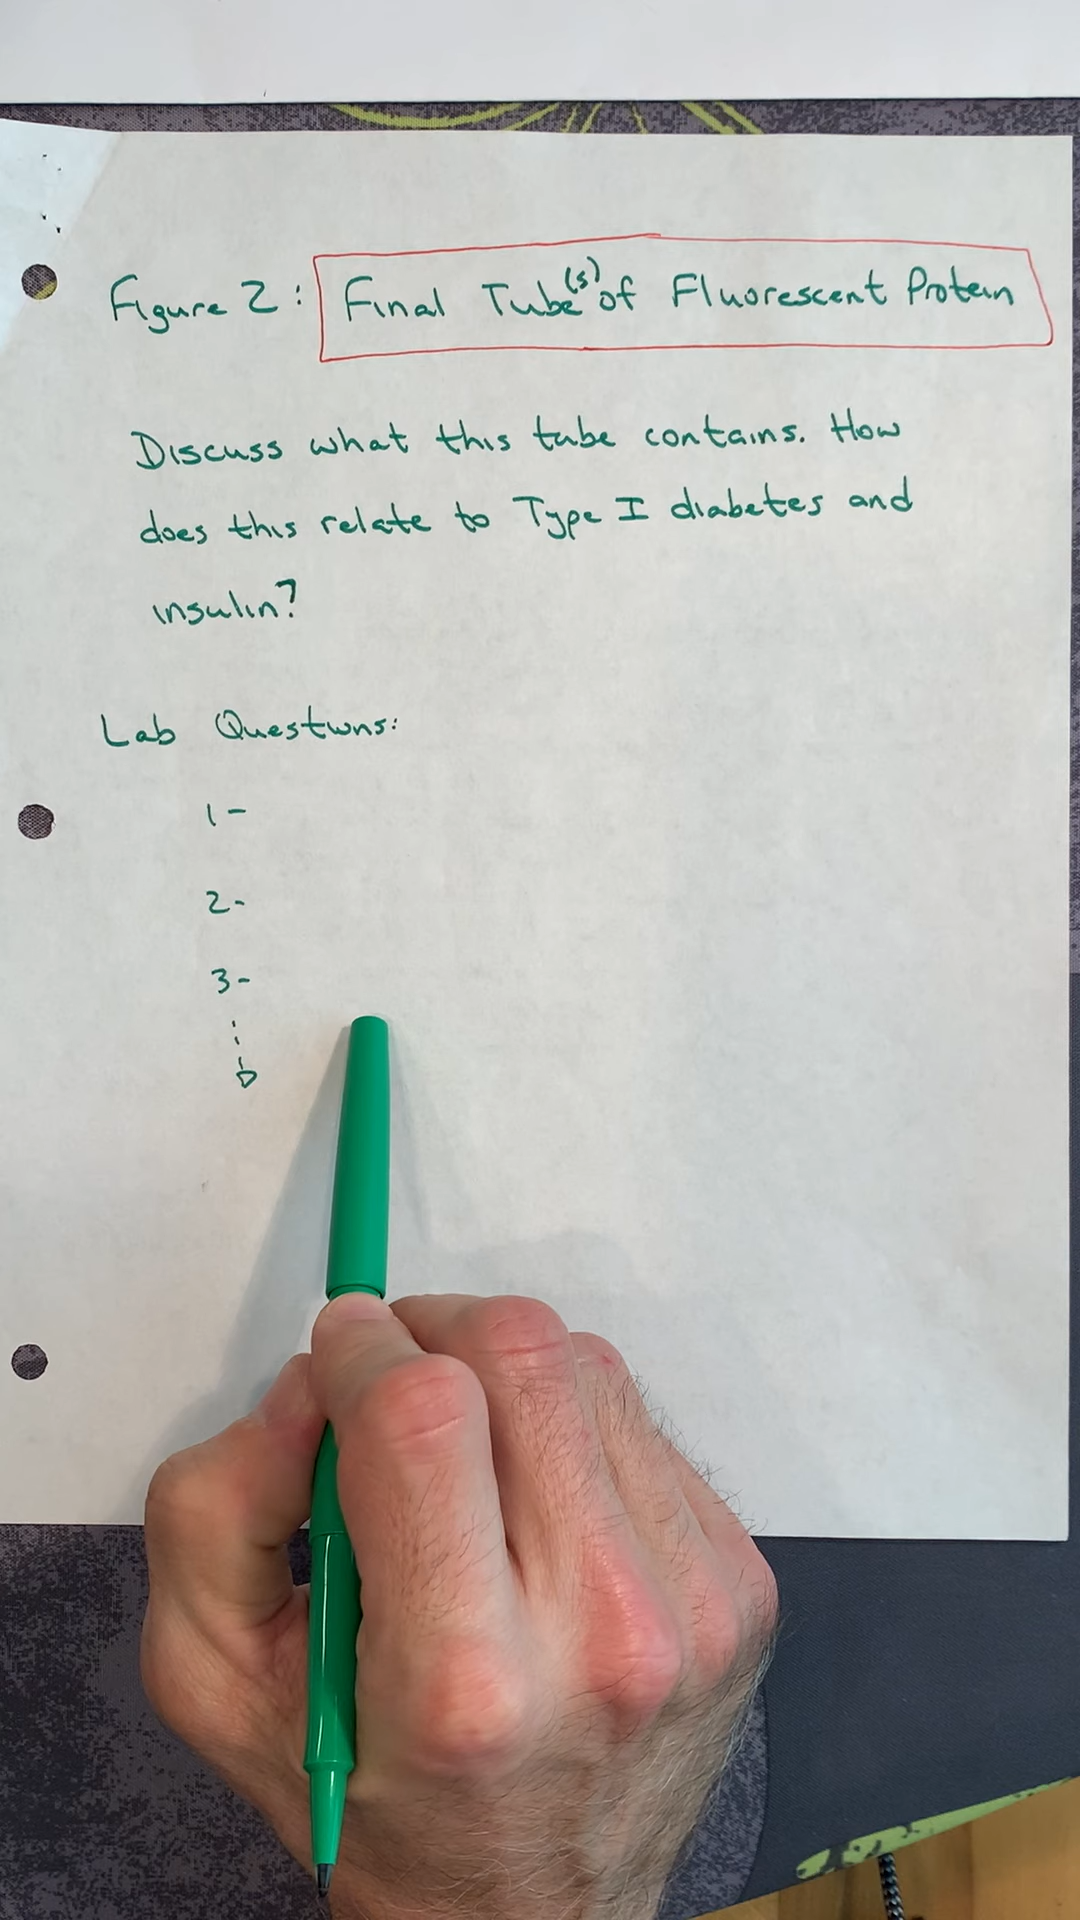 Figure 2: Final Tube(s) of Fluorescent Protein
Discuss what this tube contains. How
does this relate to Type I diabetes and
insulin?
Lab Questions:
1-
2-
3-